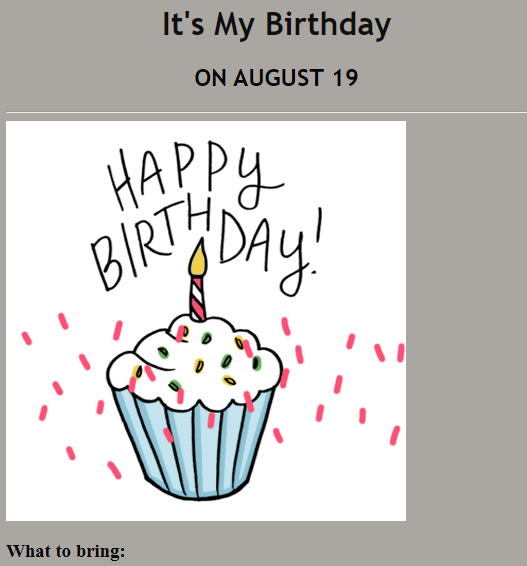 It's My Birthday
ON AUGUST 19
HAPPY
BIRTHDAY!
What to bring: